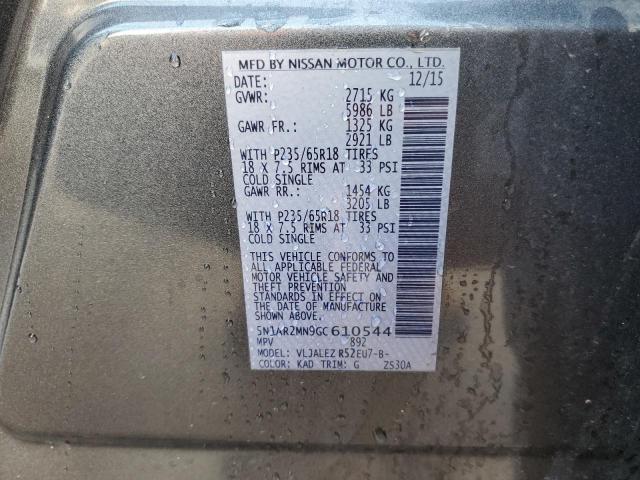 MFD BY NISSAN MOTOR CO., LTD.
DATE: 12/15
GVWR: 2715 KG
5986 LB
GAWR FR.: 1325 KG
2921 LB
WITH P235/65R18 TIRES
18 X 7.5 RIMS AT 33 PSI
COLD SINGLE
GAWR RR.: 1454 KG
3205 LB
WITH P235/65R18 TIRES
18 X 7.5 RIMS AT 33 PSI
COLD SINGLE
THIS VEHICLE CONFORMS TO
ALL APPLICABLE FEDERAL
MOTOR VEHICLE SAFETY AND
THEFT PREVENTION
STANDARDS IN EFFECT ON
THE DATE OF MANUFACTURE
SHOWN ABOVE.
5N1AR2MN9GC610544
MPV 892
MODEL: VLJALEZ R52EU7-B-
COLOR: KAD TRIM: G ZS30A